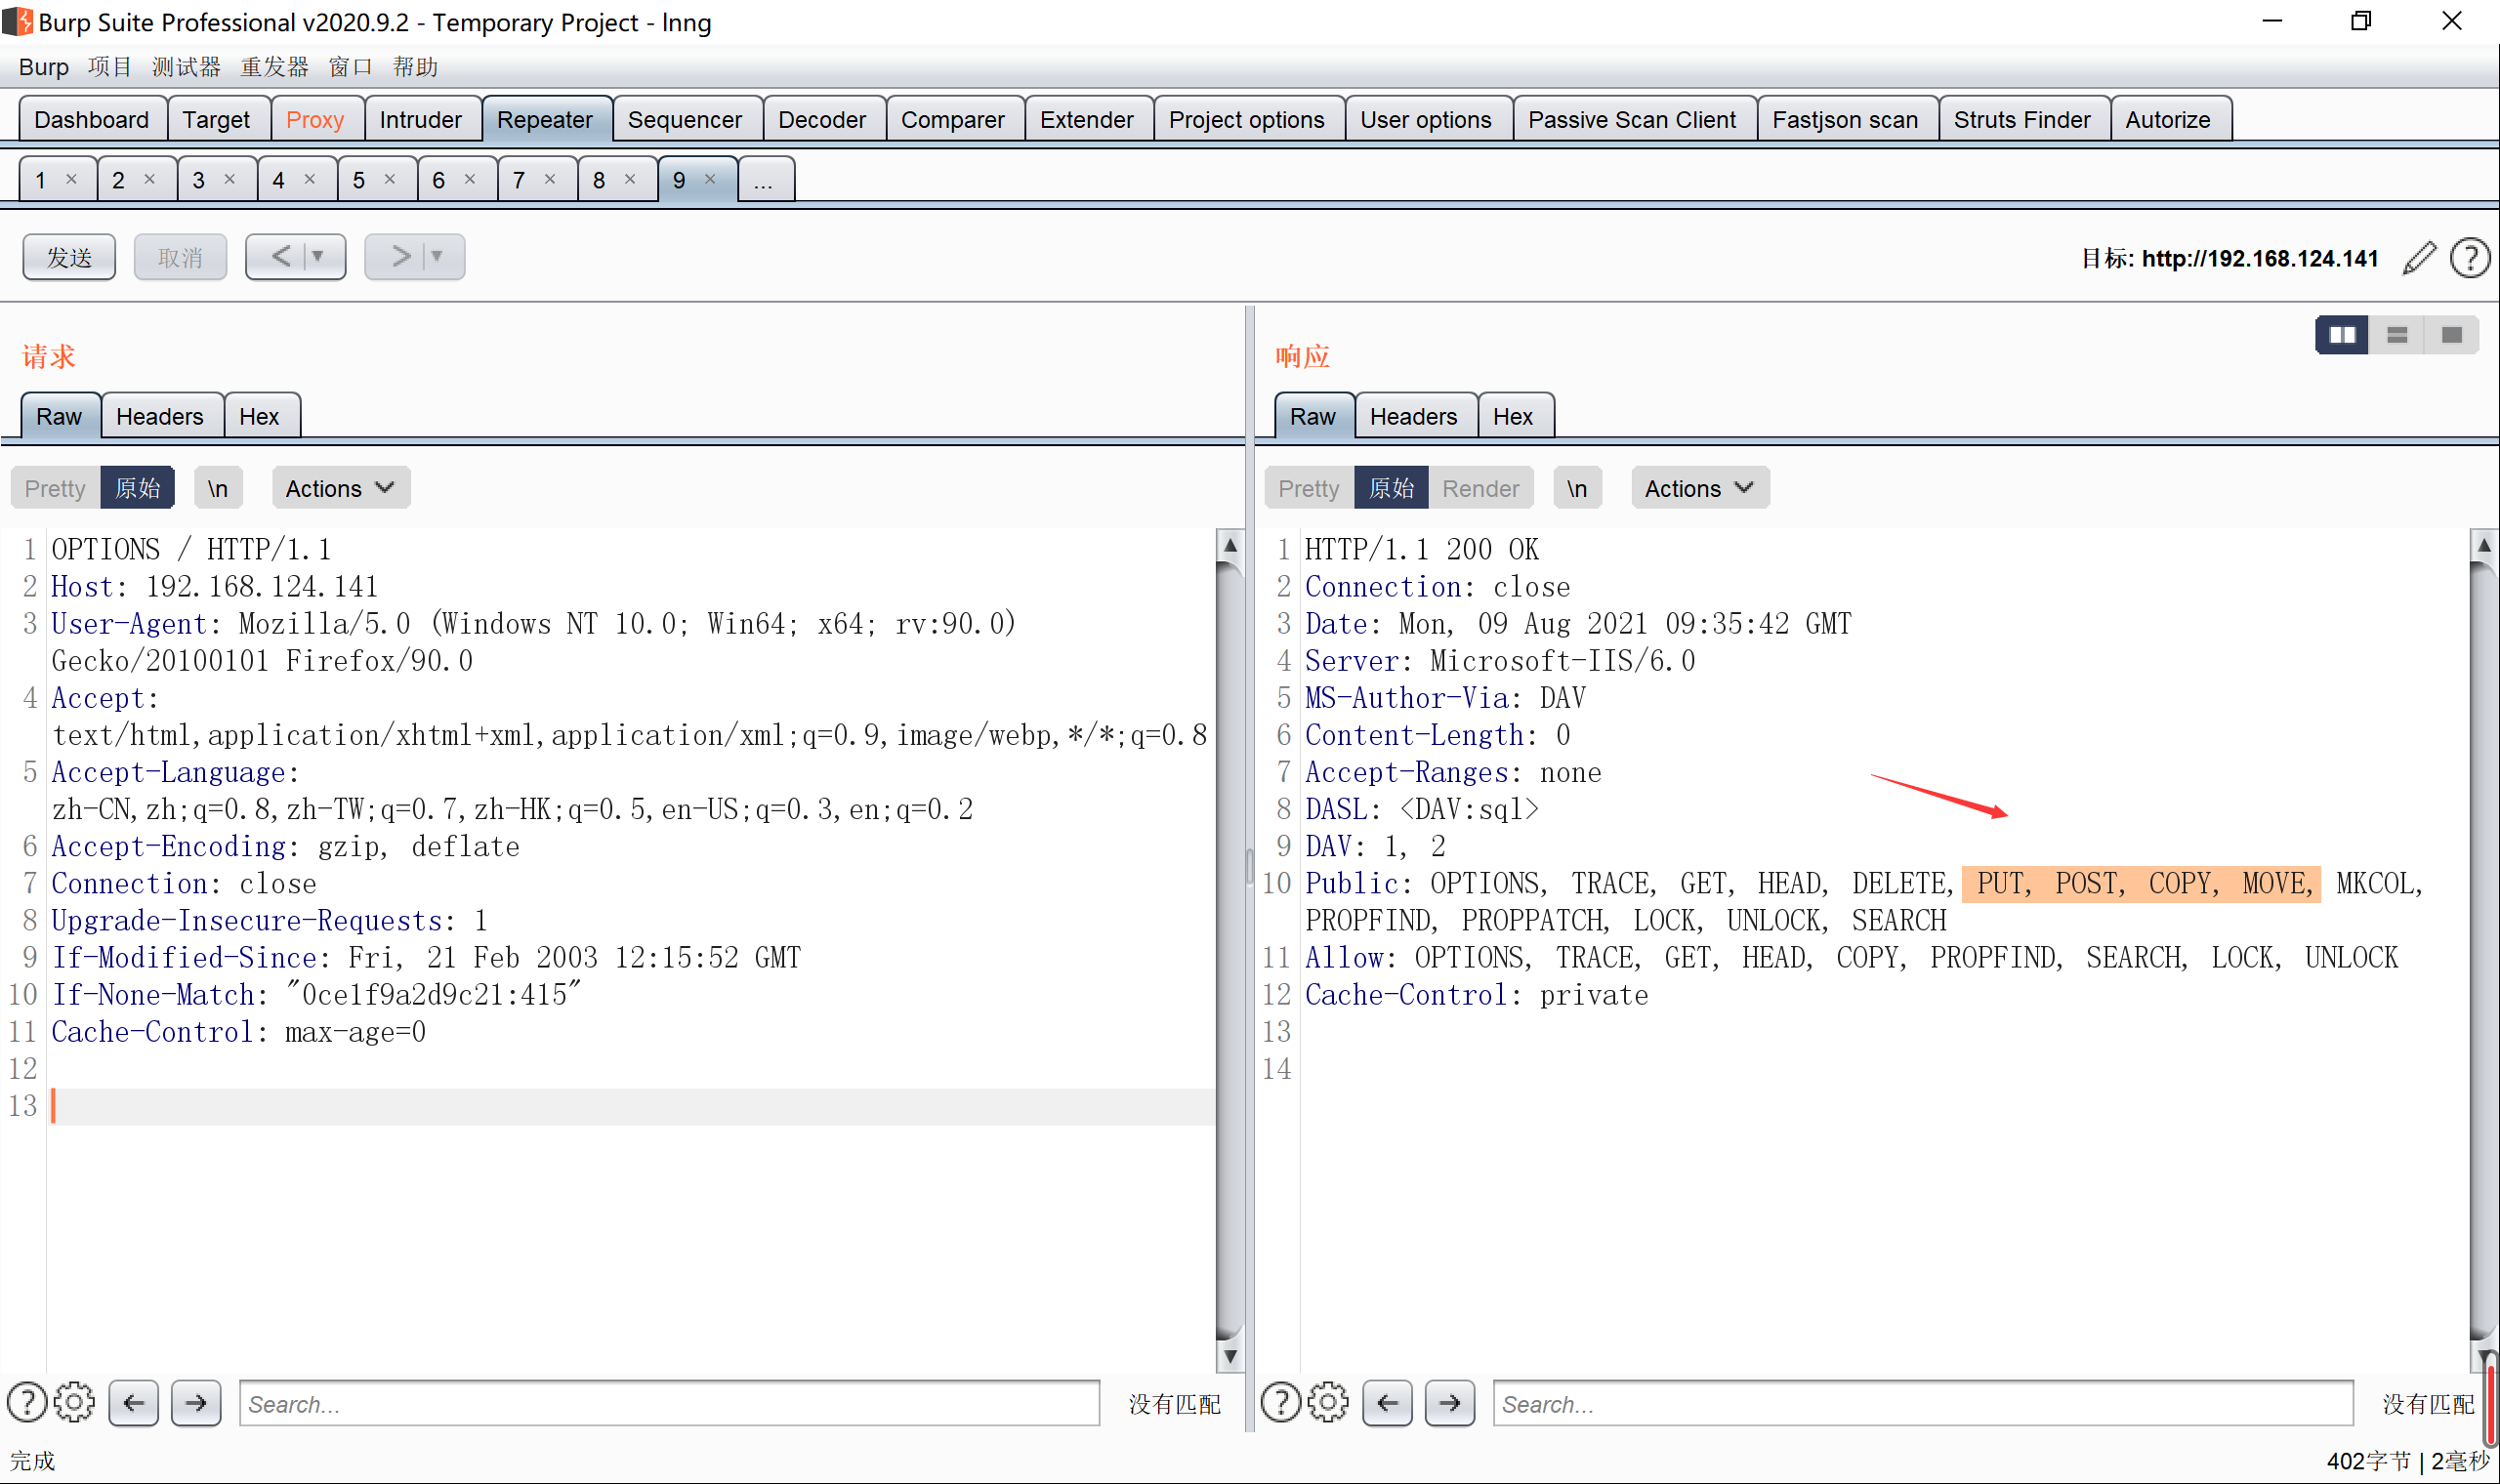 Burp Suite Professional v2020.9.2 - Temporary Project - lnng
Burp 项目 测试器 重发器 窗口 帮助
Dashboard Target Proxy Intruder Repeater Sequencer Decoder Comparer Extender Project options User options Passive Scan Client Fastjson scan Struts Finder Autorize
1 × 2 × 3 × 4 × 5 × 6 × 7 × 8 × 9 × ...
发送 取消 < > 目标: http://192.168.124.141
请求
Raw Headers Hex
Pretty 原始 \n Actions
1 OPTIONS / HTTP/1.1
2 Host: 192.168.124.141
3 User-Agent: Mozilla/5.0 (Windows NT 10.0; Win64; x64; rv:90.0)
Gecko/20100101 Firefox/90.0
4 Accept:
text/html,application/xhtml+xml,application/xml;q=0.9,image/webp,*/*;q=0.8
5 Accept-Language:
zh-CN,zh;q=0.8,zh-TW;q=0.7,zh-HK;q=0.5,en-US;q=0.3,en;q=0.2
6 Accept-Encoding: gzip, deflate
7 Connection: close
8 Upgrade-Insecure-Requests: 1
9 If-Modified-Since: Fri, 21 Feb 2003 12:15:52 GMT
10 If-None-Match: "0ce1f9a2d9c21:415"
11 Cache-Control: max-age=0
12
13
Search... 没有匹配
响应
Raw Headers Hex
Pretty 原始 Render \n Actions
1 HTTP/1.1 200 OK
2 Connection: close
3 Date: Mon, 09 Aug 2021 09:35:42 GMT
4 Server: Microsoft-IIS/6.0
5 MS-Author-Via: DAV
6 Content-Length: 0
7 Accept-Ranges: none
8 DASL: <DAV:sql>
9 DAV: 1, 2
10 Public: OPTIONS, TRACE, GET, HEAD, DELETE, PUT, POST, COPY, MOVE, MKCOL,
PROPFIND, PROPPATCH, LOCK, UNLOCK, SEARCH
11 Allow: OPTIONS, TRACE, GET, HEAD, COPY, PROPFIND, SEARCH, LOCK, UNLOCK
12 Cache-Control: private
13
14
Search... 没有匹配
完成 402字节 | 2毫秒